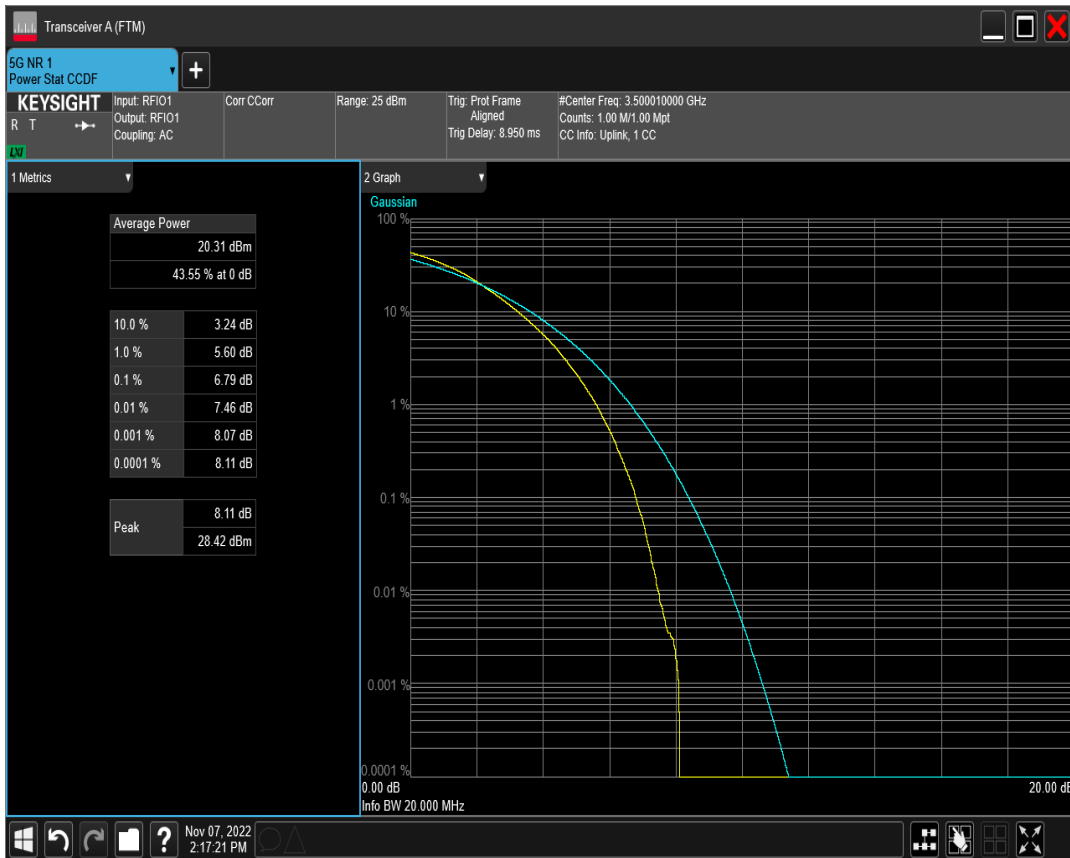 Transceiver A (FTM)
5G NR 1
Power Stat CCDF
+
KEYSIGHT
R T
LXI
Input: RFIO1
Output: RFIO1
Coupling: AC
Corr CCorr
Range: 25 dBm
Trig: Prot Frame
Aligned
Trig Delay: 8.950 ms
#Center Freq: 3.500010000 GHz
Counts: 1.00 M/1.00 Mpt
CC Info: Uplink, 1 CC
1 Metrics
Average Power
20.31 dBm
43.55 % at 0 dB
10.0 % 3.24 dB
1.0 % 5.60 dB
0.1 % 6.79 dB
0.01 % 7.46 dB
0.001 % 8.07 dB
0.0001 % 8.11 dB
Peak
8.11 dB
28.42 dBm
2 Graph
Gaussian
100 %
10 %
1 %
0.1 %
0.01 %
0.001 %
0.0001 %
0.00 dB 20.00 dB
Info BW 20.000 MHz
?
Nov 07, 2022
2:17:21 PM